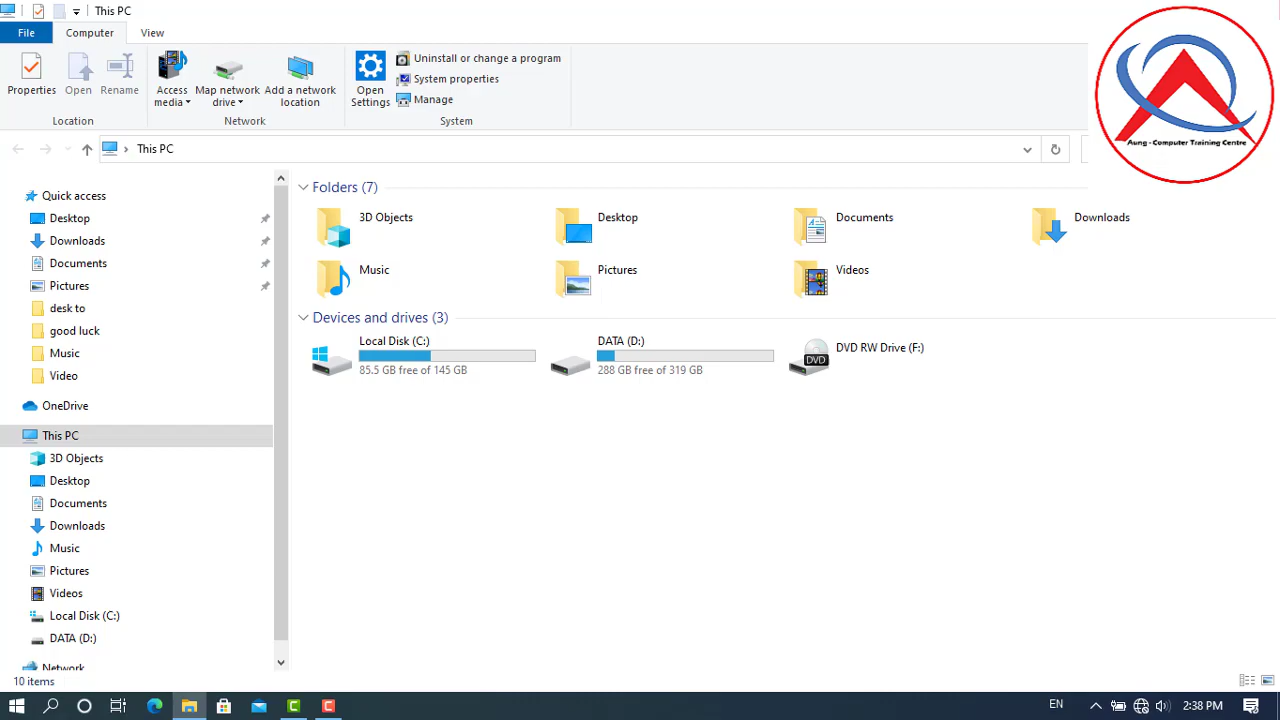 This PC
File
Computer
View
Properties
Open
Rename
Location
Access media
Map network drive
Add a network location
Network
Open Settings
Uninstall or change a program
System properties
Manage
System
Aung - Computer Training Centre
This PC
Quick access
Desktop
Downloads
Documents
Pictures
desk to
good luck
Music
Video
OneDrive
This PC
3D Objects
Desktop
Documents
Downloads
Music
Pictures
Videos
Local Disk (C:)
DATA (D:)
Network
Folders (7)
3D Objects
Desktop
Documents
Downloads
Music
Pictures
Videos
Devices and drives (3)
Local Disk (C:)
85.5 GB free of 145 GB
DATA (D:)
288 GB free of 319 GB
DVD
DVD RW Drive (F:)
10 items
EN
2:38 PM